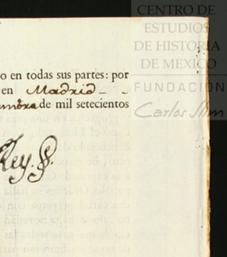 CENTRO DE
ESTUDIOS
DE HISTORIA
DE MÉXICO
FUNDACIÓN
Carlos Slim
o en todas sus partes: por
en Madrid
de mil setecientos
Rey.